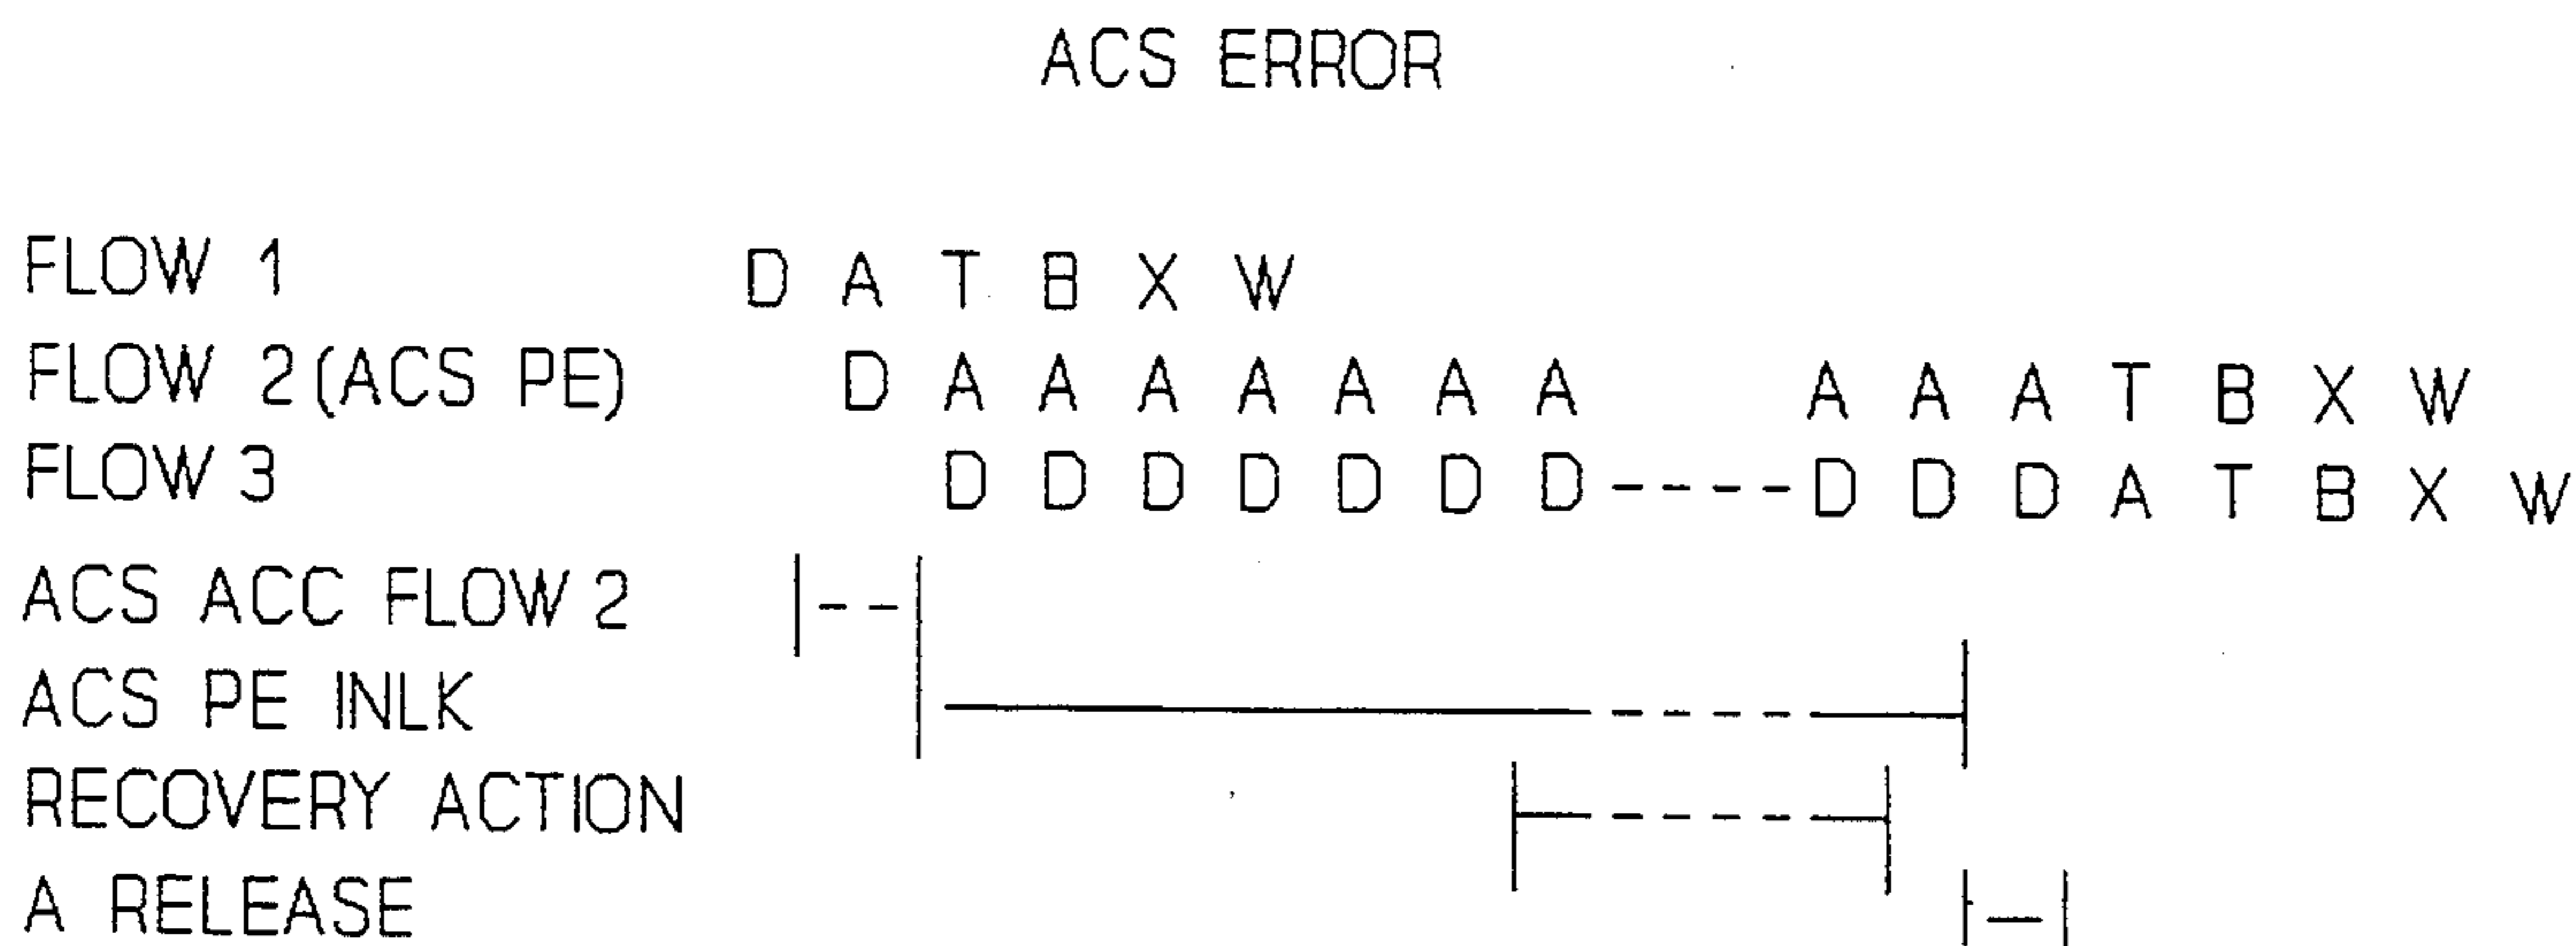 ACS ERROR
FLOW 1 D A T B X W
FLOW 2 (ACS PE) D A A A A A A A A A A T B X W
FLOW 3 D D D D D D D ---- D D D A T B X W
ACS ACC FLOW 2
ACS PE INLK
RECOVERY ACTION
A RELEASE